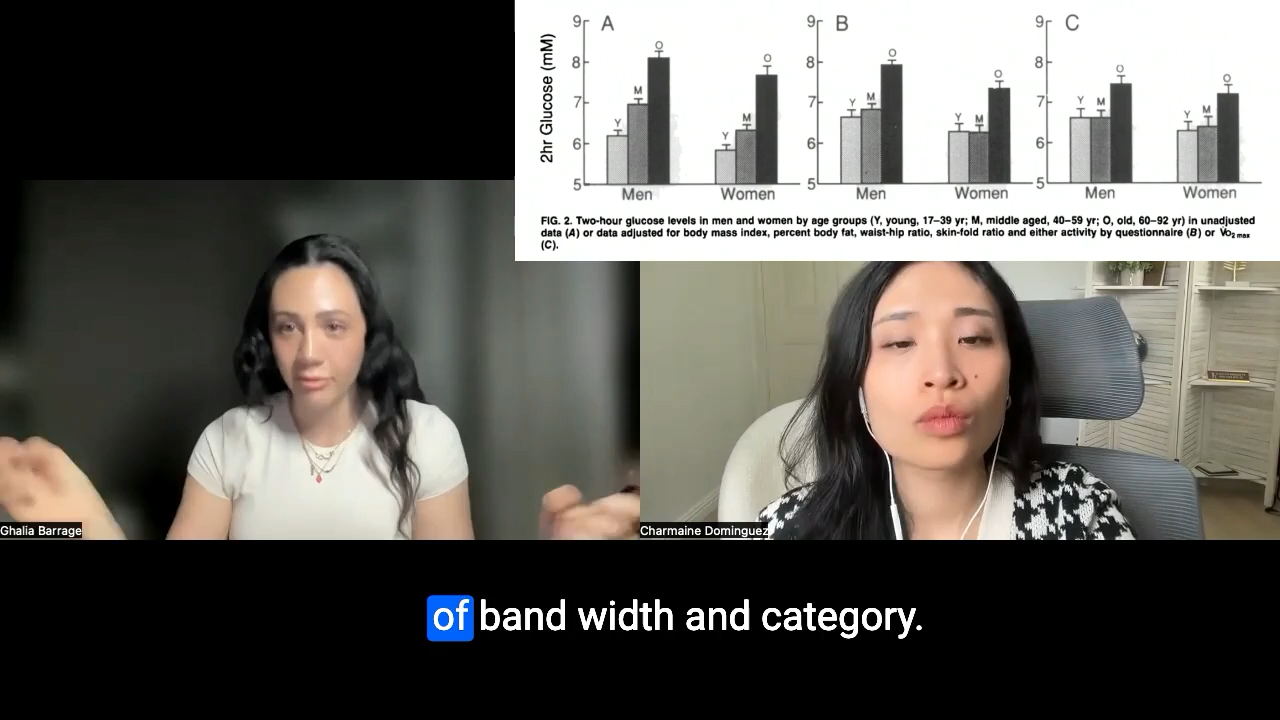 A
B
C
2hr Glucose (mM)
9
8
7
6
5
Y
M
O
Y
M
O
Men
Women
9
8
7
6
5
Y
M
O
Y
M
O
Men
Women
9
8
7
6
5
Y
M
O
Y
M
O
Men
Women
FIG. 2. Two-hour glucose levels in men and women by age groups (Y, young, 17–39 yr; M, middle aged, 40–59 yr; O, old, 60–92 yr) in unadjusted
data (A) or data adjusted for body mass index, percent body fat, waist-hip ratio, skin-fold ratio and either activity by questionnaire (B) or V̇o2 max
(C).
Ghalia Barrage
Charmaine Dominguez
of band width and category.